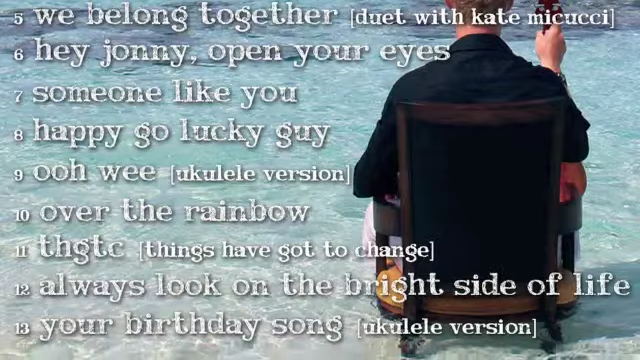 5 we belong together [duet with kate micucci]
6 hey jonny, open your eyes
7 someone like you
8 happy go lucky guy
9 ooh wee [ukulele version]
10 over the rainbow
11 thgtc [things have got to change]
12 always look on the bright side of life
13 your birthday song [ukulele version]